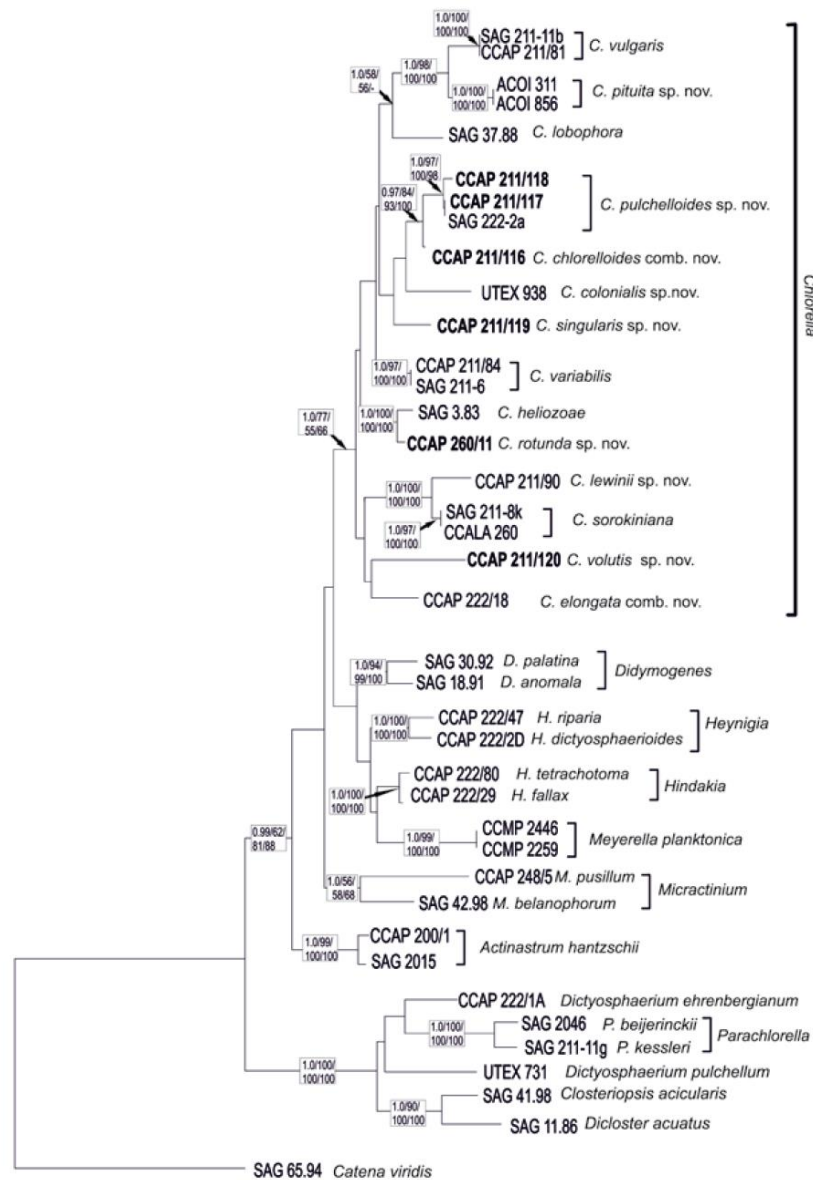 1.0/100/
100/100
SAG 211-11b
CCAP 211/81
C. vulgaris
1.0/98/
100/100
1.0/58/
56/-
1.0/100/
100/100
ACOI 311
ACOI 856
C. pituita sp. nov.
SAG 37.88 C. lobophora
1.0/97/
100/98
0.97/84/
93/100
CCAP 211/118
CCAP 211/117
SAG 222-2a
C. pulchelloides sp. nov.
CCAP 211/116 C. chlorelloides comb. nov.
UTEX 938 C. colonialis sp.nov.
CCAP 211/119 C. singularis sp. nov.
Chlorella
1.0/97/
100/100
CCAP 211/84
SAG 211-6
C. variabilis
1.0/77/
55/66
1.0/100/
100/100
SAG 3.83 C. heliozoae
CCAP 260/11 C. rotunda sp. nov.
1.0/100/
100/100
CCAP 211/90 C. lewinii sp. nov.
1.0/97/
100/100
SAG 211-8k
CCALA 260
C. sorokiniana
CCAP 211/120 C. volutis sp. nov.
CCAP 222/18 C. elongata comb. nov.
1.0/94/
99/100
SAG 30.92 D. palatina
SAG 18.91 D. anomala
Didymogenes
1.0/100/
100/100
CCAP 222/47 H. riparia
CCAP 222/2D H. dictyosphaerioides
Heynigia
1.0/100/
100/100
CCAP 222/80 H. tetrachotoma
CCAP 222/29 H. fallax
Hindakia
1.0/99/
100/100
CCMP 2446
CCMP 2259
Meyerella planktonica
0.99/62/
81/88
1.0/56/
58/68
CCAP 248/5 M. pusillum
SAG 42.98 M. belanophorum
Micractinium
1.0/99/
100/100
CCAP 200/1
SAG 2015
Actinastrum hantzschii
CCAP 222/1A Dictyosphaerium ehrenbergianum
1.0/100/
100/100
SAG 2046 P. beijerinckii
SAG 211-11g P. kessleri
Parachlorella
1.0/100/
100/100
UTEX 731 Dictyosphaerium pulchellum
1.0/90/
100/100
SAG 41.98 Closteriopsis acicularis
SAG 11.86 Dicloster acuatus
SAG 65.94 Catena viridis